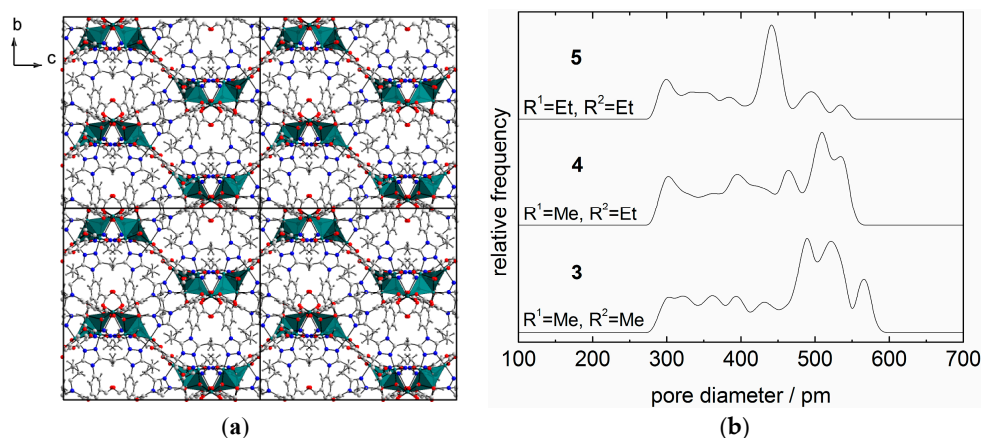 b
c
5
R¹=Et, R²=Et
4
R¹=Me, R²=Et
3
R¹=Me, R²=Me
relative frequency
100 200 300 400 500 600 700
pore diameter / pm
(a)
(b)